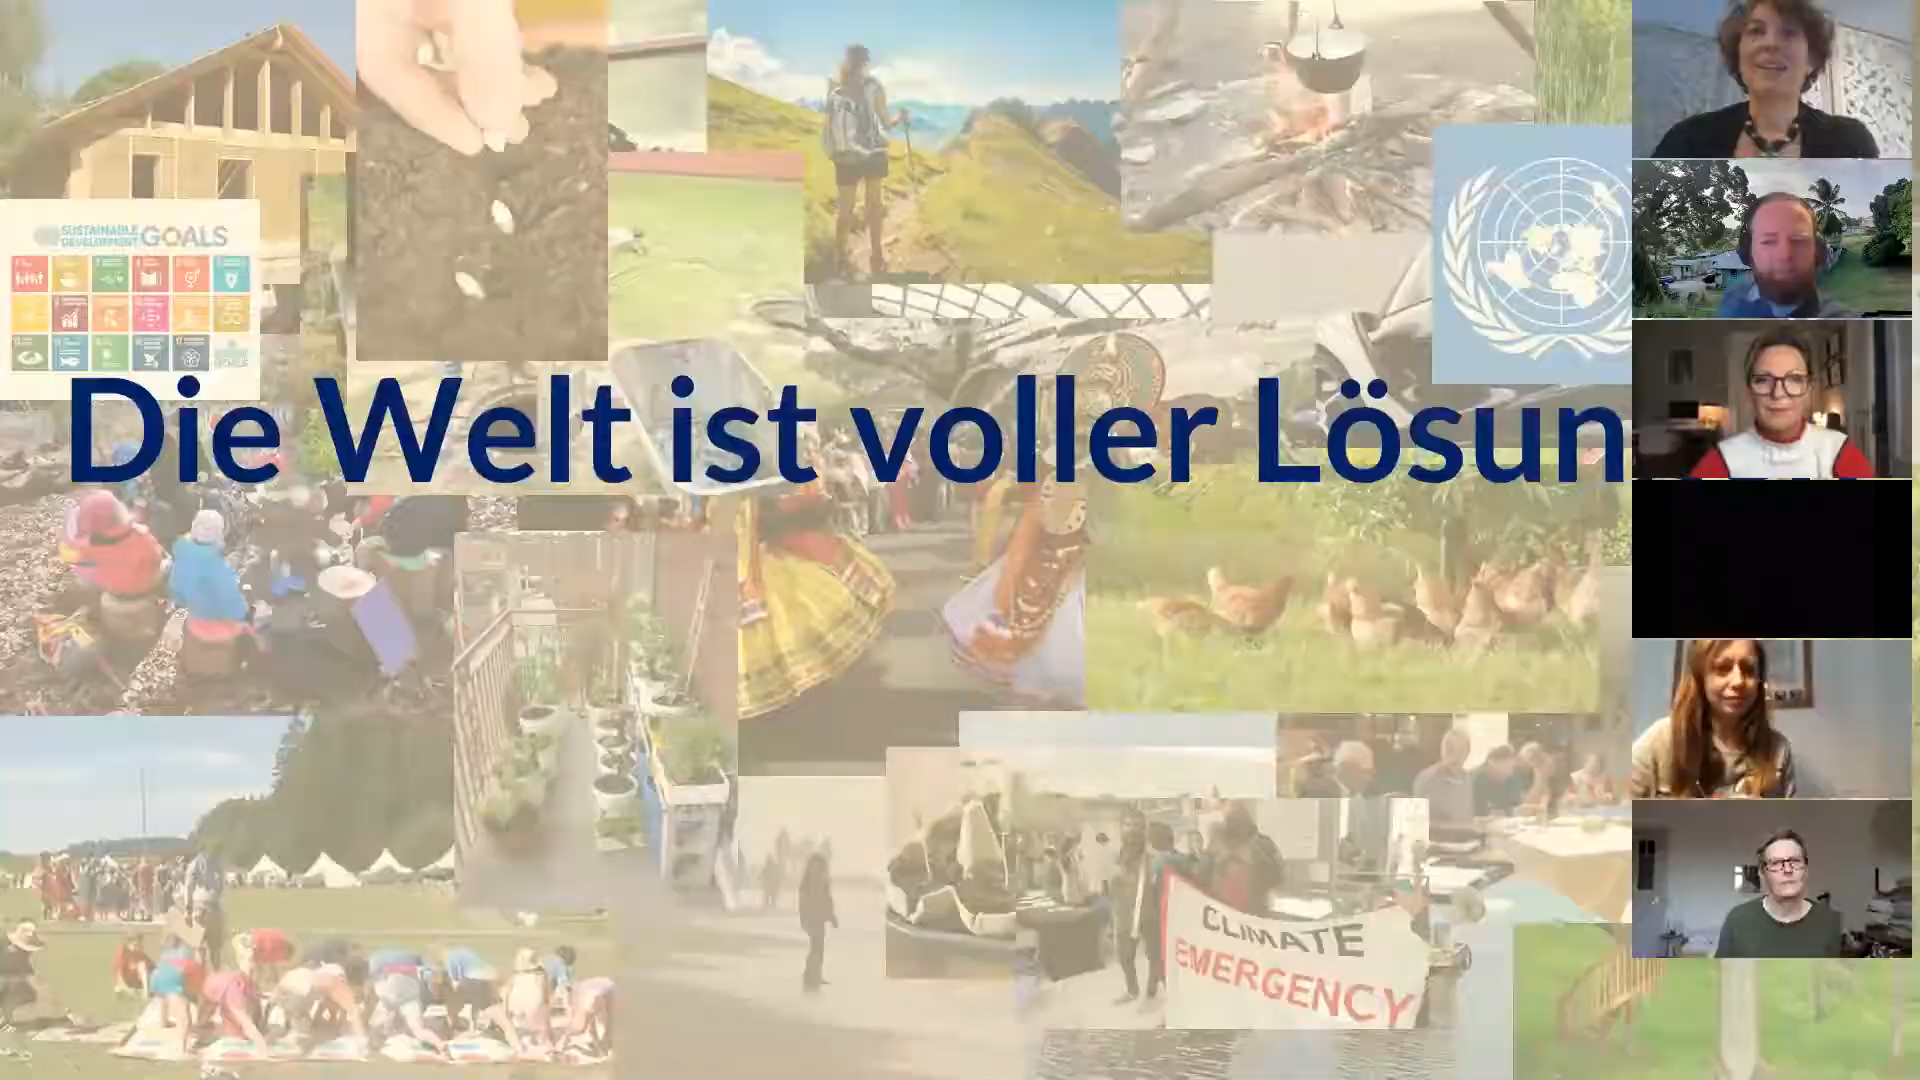 SUSTAINABLE
DEVELOPMENT GOALS
Die Welt ist voller Lösun
CLIMATE
EMERGENCY